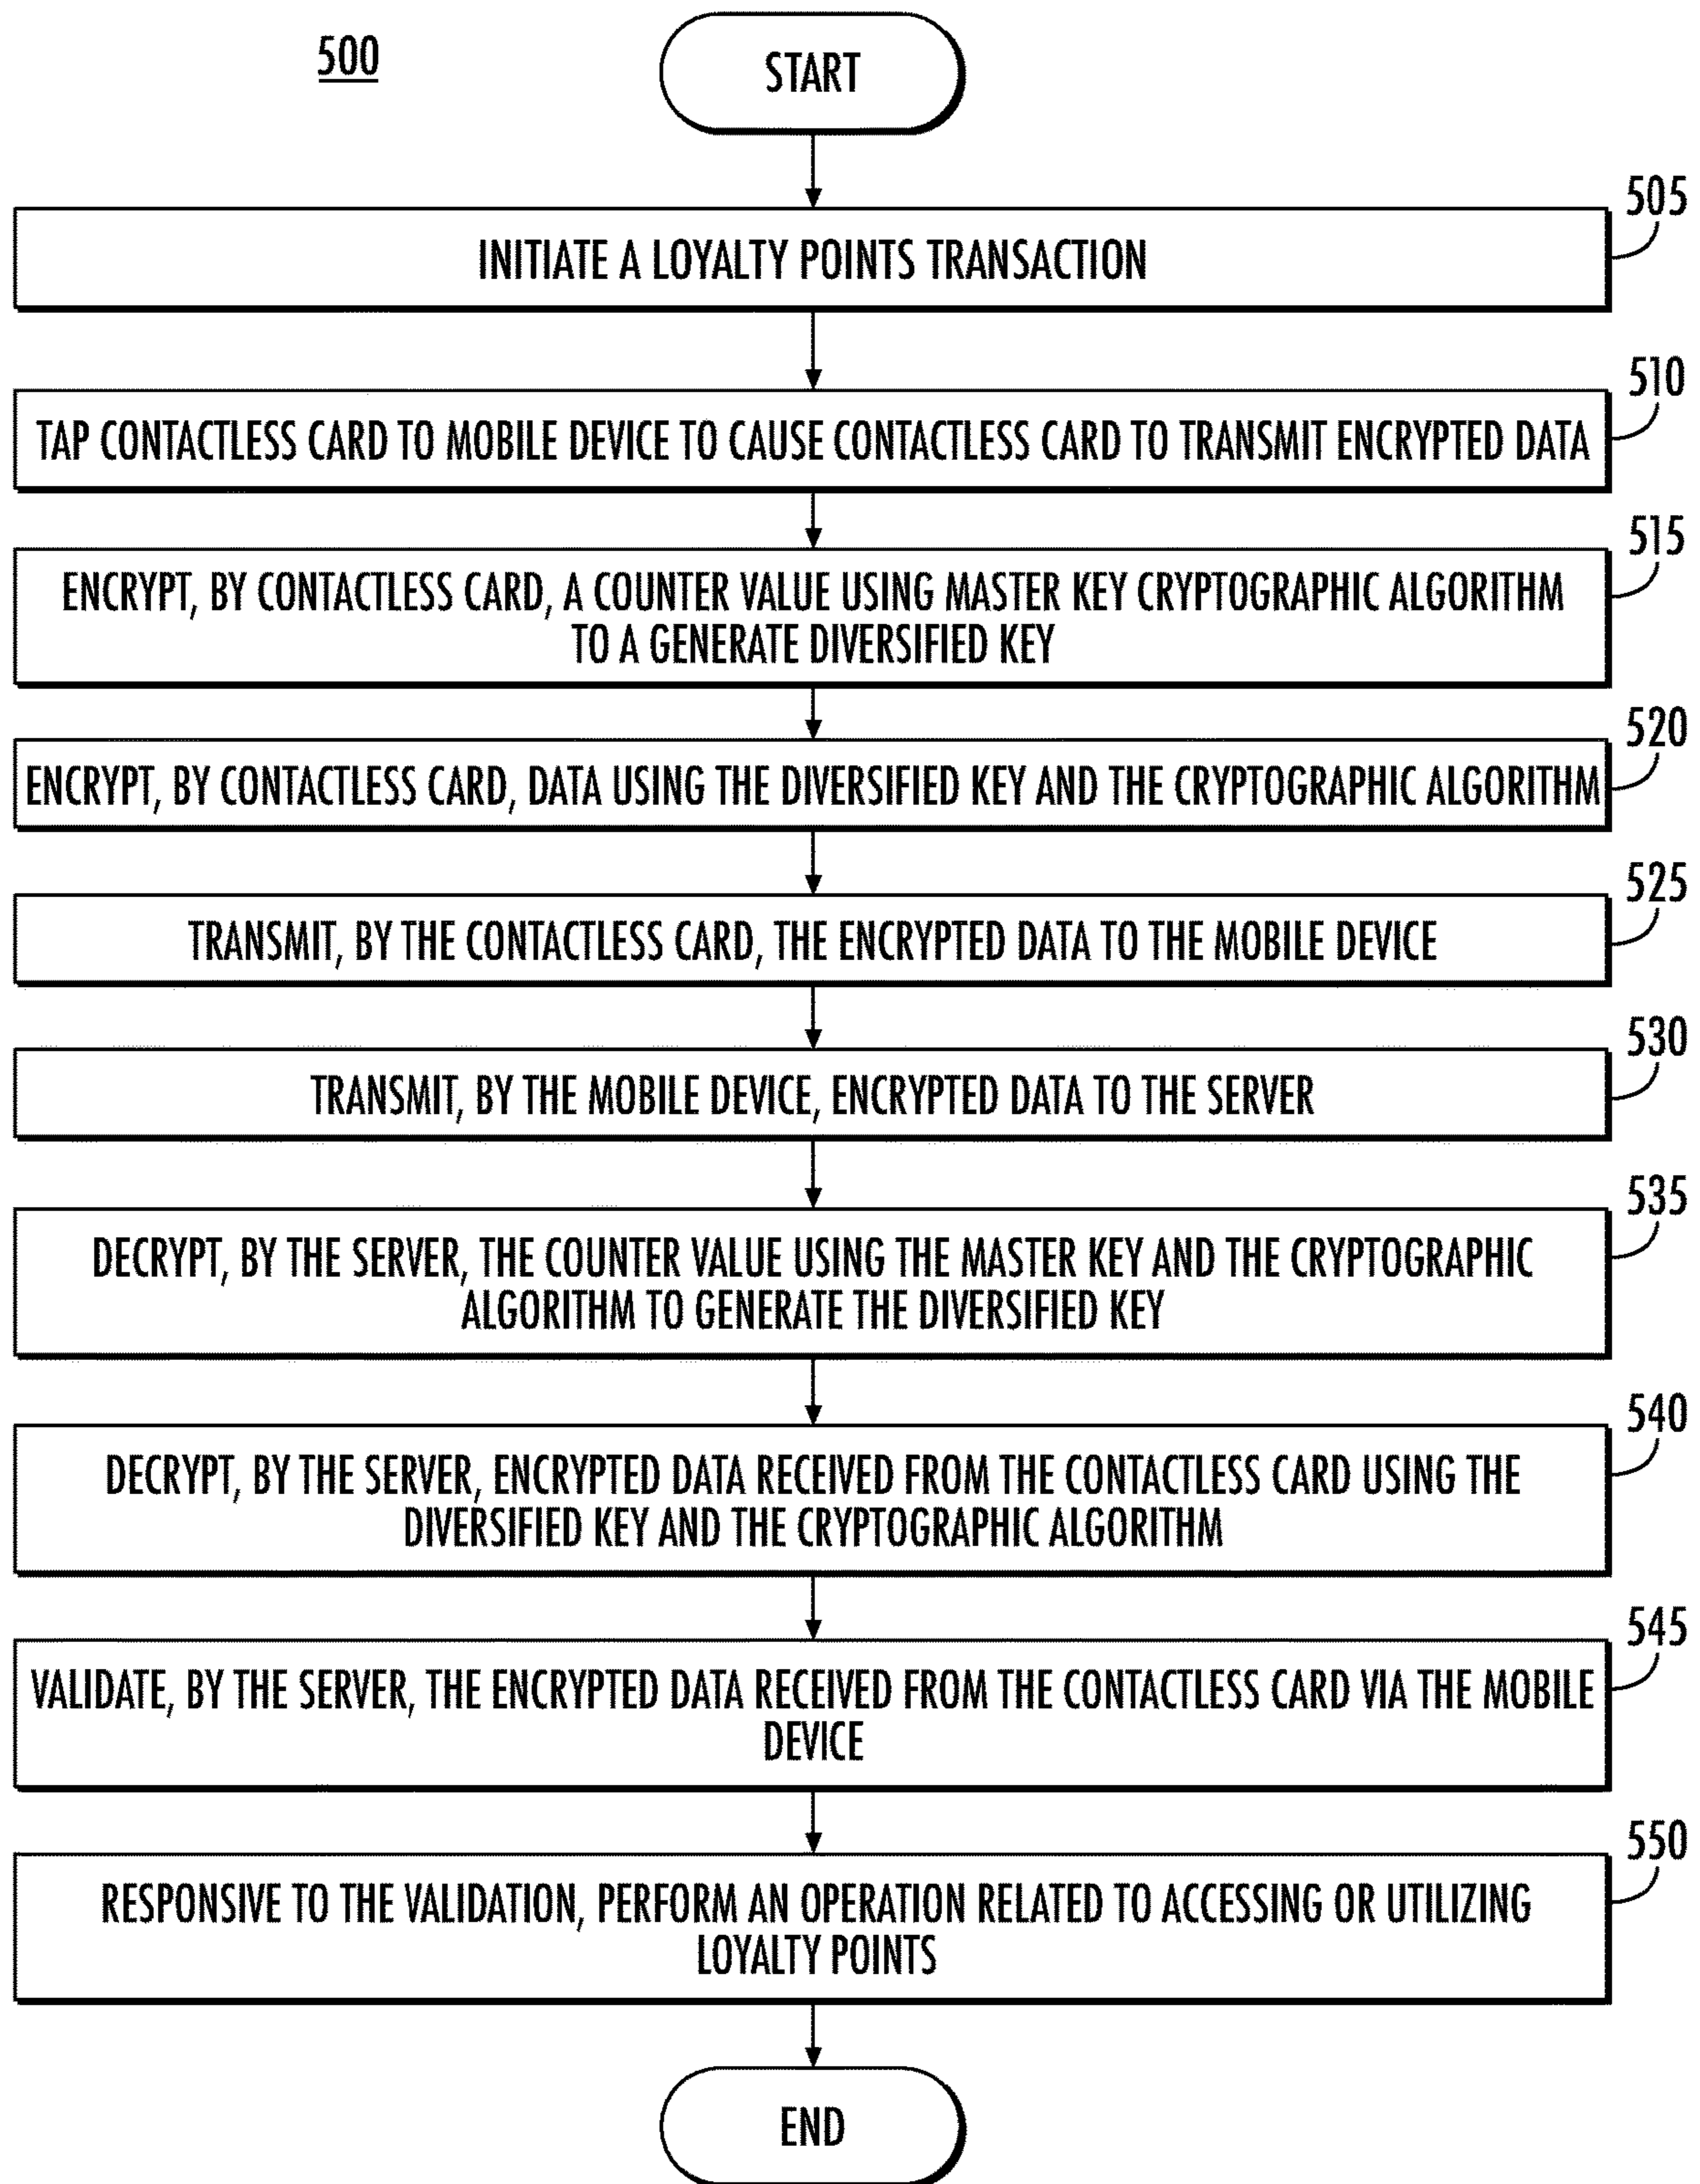 500
START
505
INITIATE A LOYALTY POINTS TRANSACTION
510
TAP CONTACTLESS CARD TO MOBILE DEVICE TO CAUSE CONTACTLESS CARD TO TRANSMIT ENCRYPTED DATA
515
ENCRYPT, BY CONTACTLESS CARD, A COUNTER VALUE USING MASTER KEY CRYPTOGRAPHIC ALGORITHM
TO A GENERATE DIVERSIFIED KEY
520
ENCRYPT, BY CONTACTLESS CARD, DATA USING THE DIVERSIFIED KEY AND THE CRYPTOGRAPHIC ALGORITHM
525
TRANSMIT, BY THE CONTACTLESS CARD, THE ENCRYPTED DATA TO THE MOBILE DEVICE
530
TRANSMIT, BY THE MOBILE DEVICE, ENCRYPTED DATA TO THE SERVER
535
DECRYPT, BY THE SERVER, THE COUNTER VALUE USING THE MASTER KEY AND THE CRYPTOGRAPHIC
ALGORITHM TO GENERATE THE DIVERSIFIED KEY
540
DECRYPT, BY THE SERVER, ENCRYPTED DATA RECEIVED FROM THE CONTACTLESS CARD USING THE
DIVERSIFIED KEY AND THE CRYPTOGRAPHIC ALGORITHM
545
VALIDATE, BY THE SERVER, THE ENCRYPTED DATA RECEIVED FROM THE CONTACTLESS CARD VIA THE MOBILE
DEVICE
550
RESPONSIVE TO THE VALIDATION, PERFORM AN OPERATION RELATED TO ACCESSING OR UTILIZING
LOYALTY POINTS
END